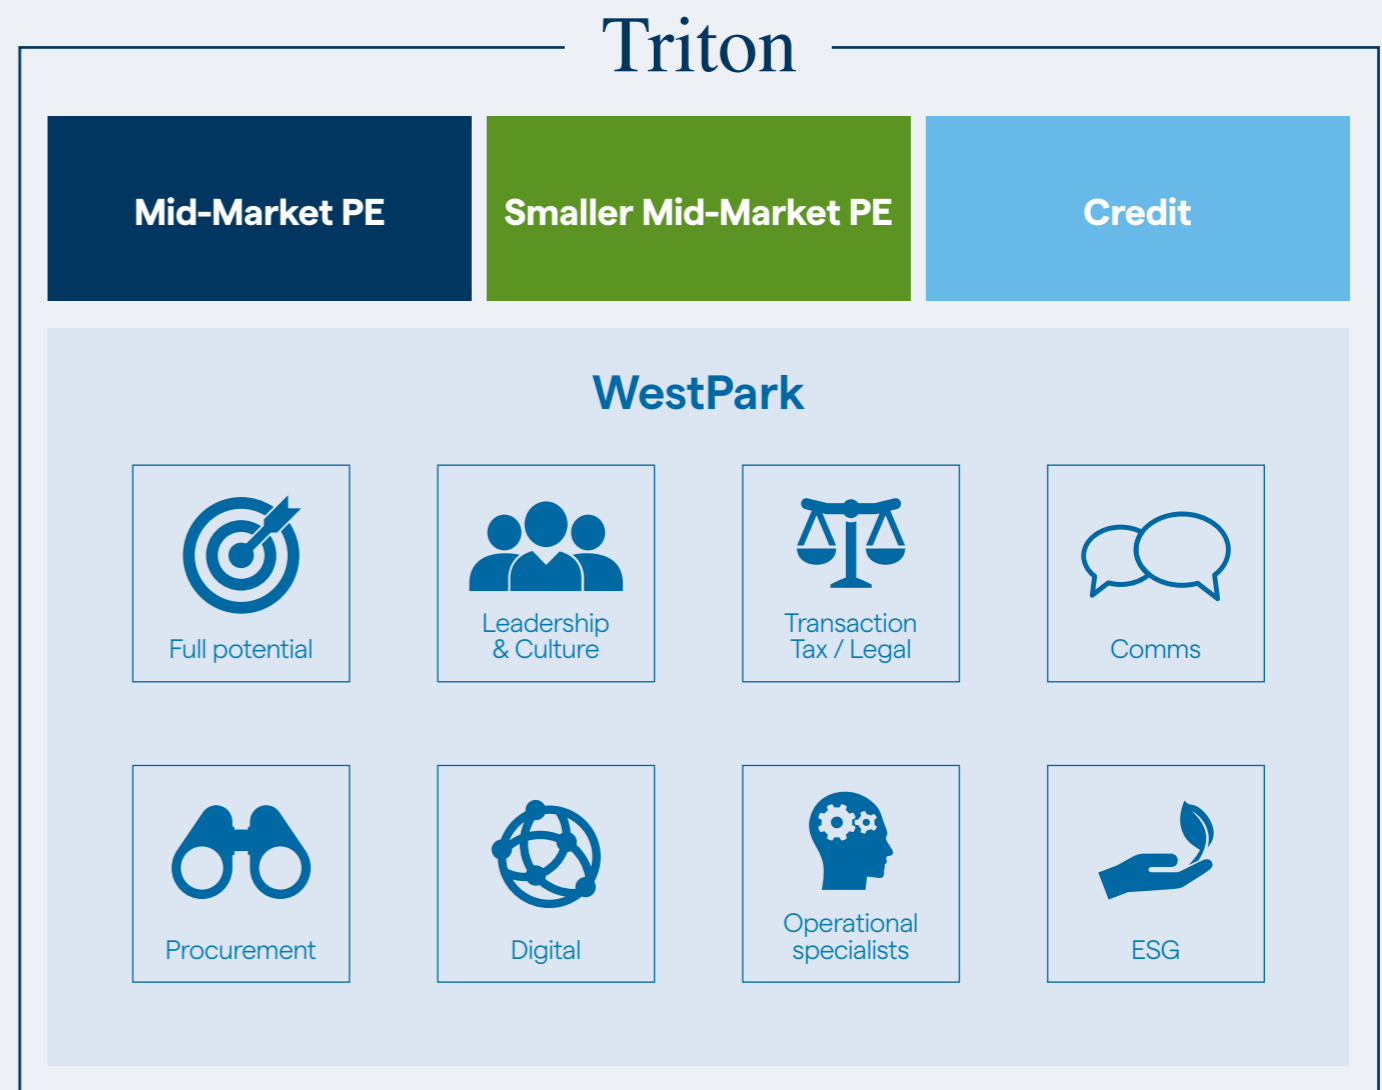 Triton
Mid-Market PE
Smaller Mid-Market PE
Credit
WestPark
Full potential
Leadership
& Culture
Transaction
Tax / Legal
Comms
Procurement
Digital
Operational
specialists
ESG